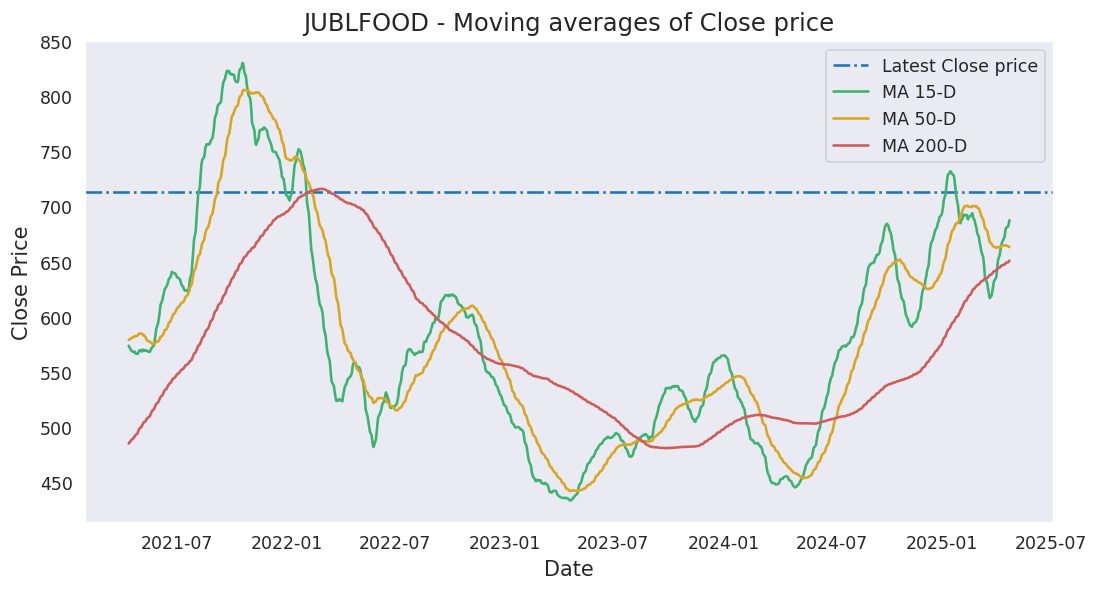 JUBLFOOD - Moving averages of Close price
Close Price
850
800
750
700
650
600
550
500
450
Latest Close price
MA 15-D
MA 50-D
MA 200-D
2021-07 2022-01 2022-07 2023-01 2023-07 2024-01 2024-07 2025-01 2025-07
Date